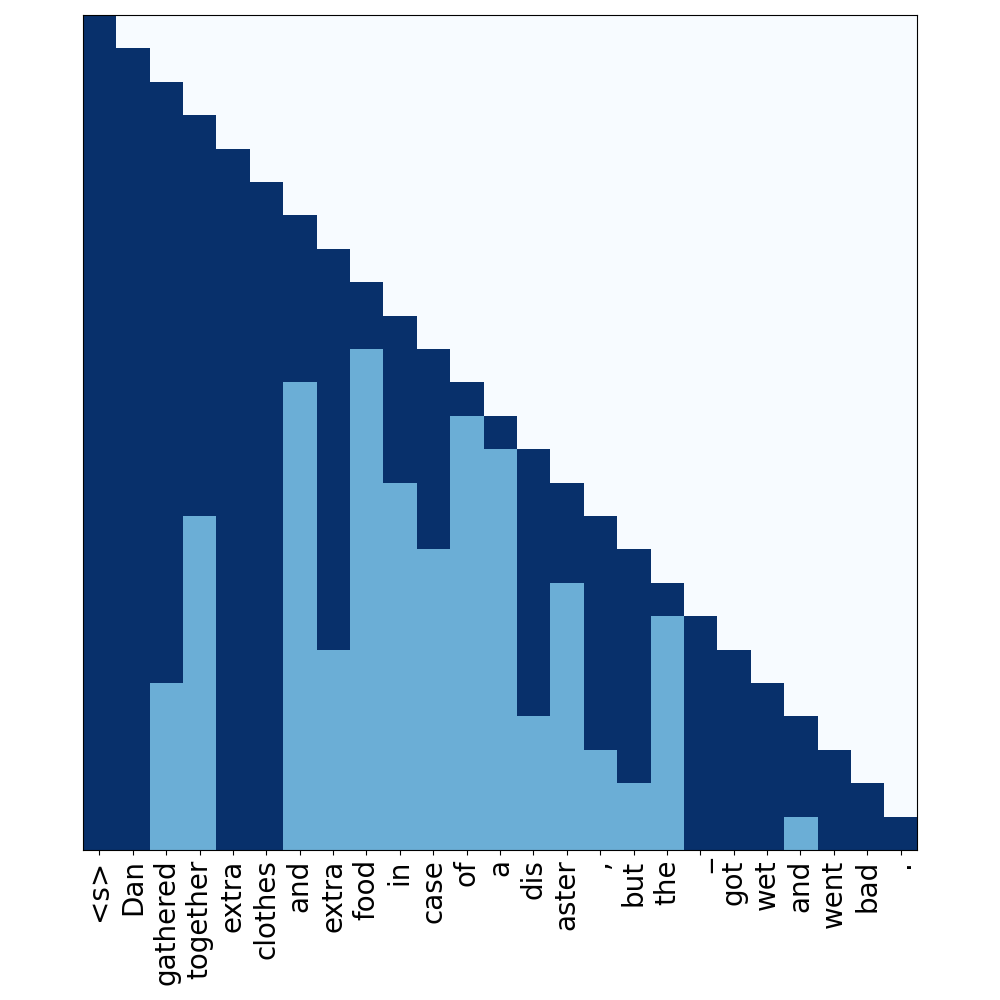 <s>
Dan
gathered
together
extra
clothes
and
extra
food
in
case
of
a
dis
aster
,
but
the
_
got
wet
and
went
bad
.